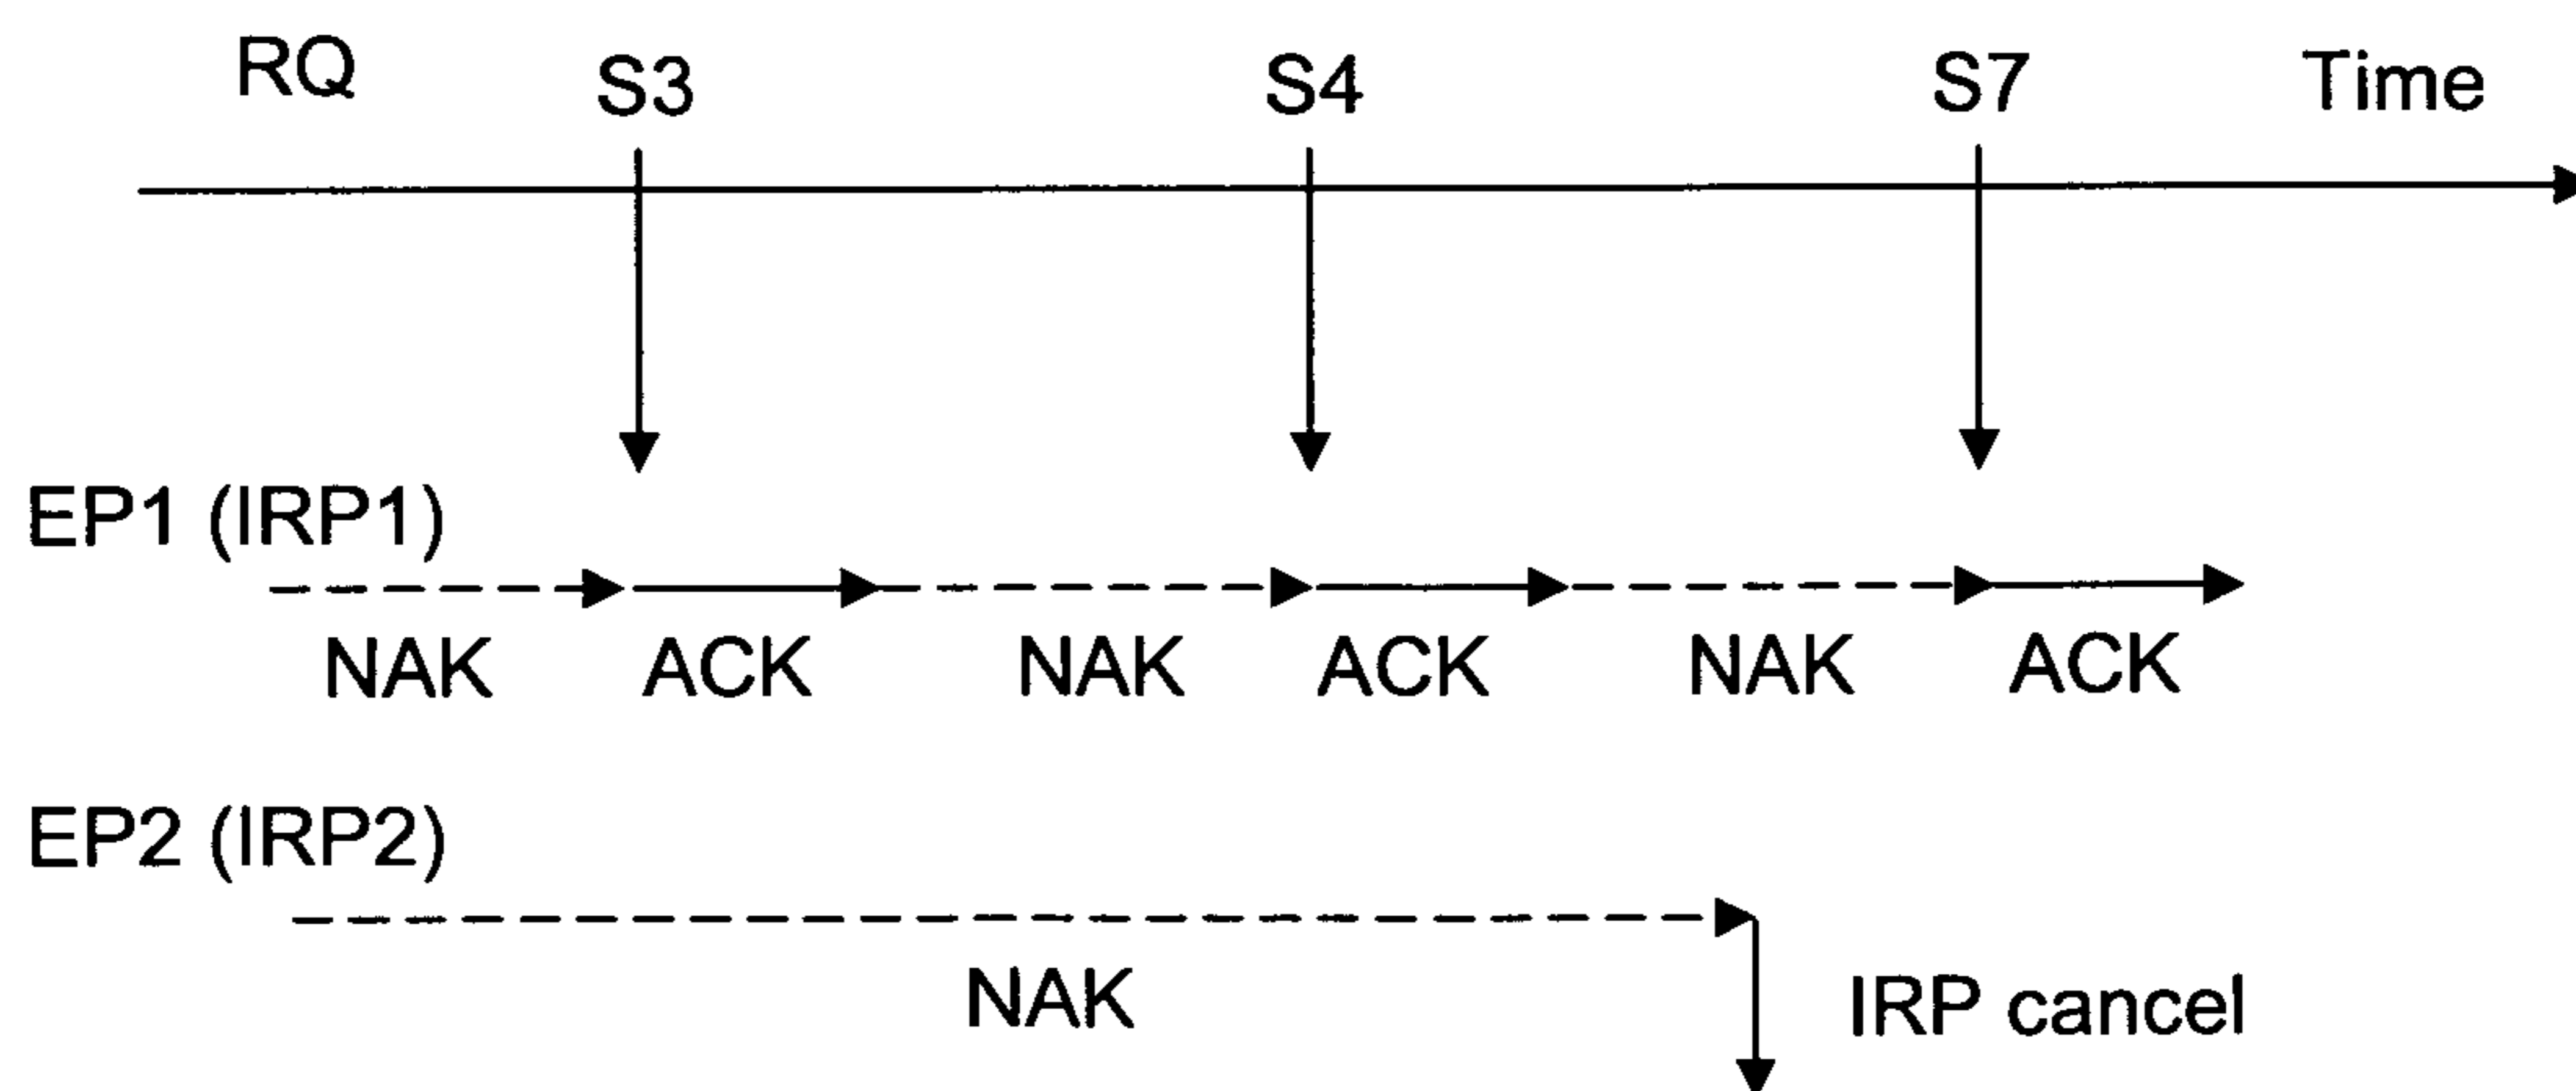 RQ S3 S4 S7 Time
EP1 (IRP1)
NAK ACK NAK ACK NAK ACK
EP2 (IRP2)
NAK
IRP cancel